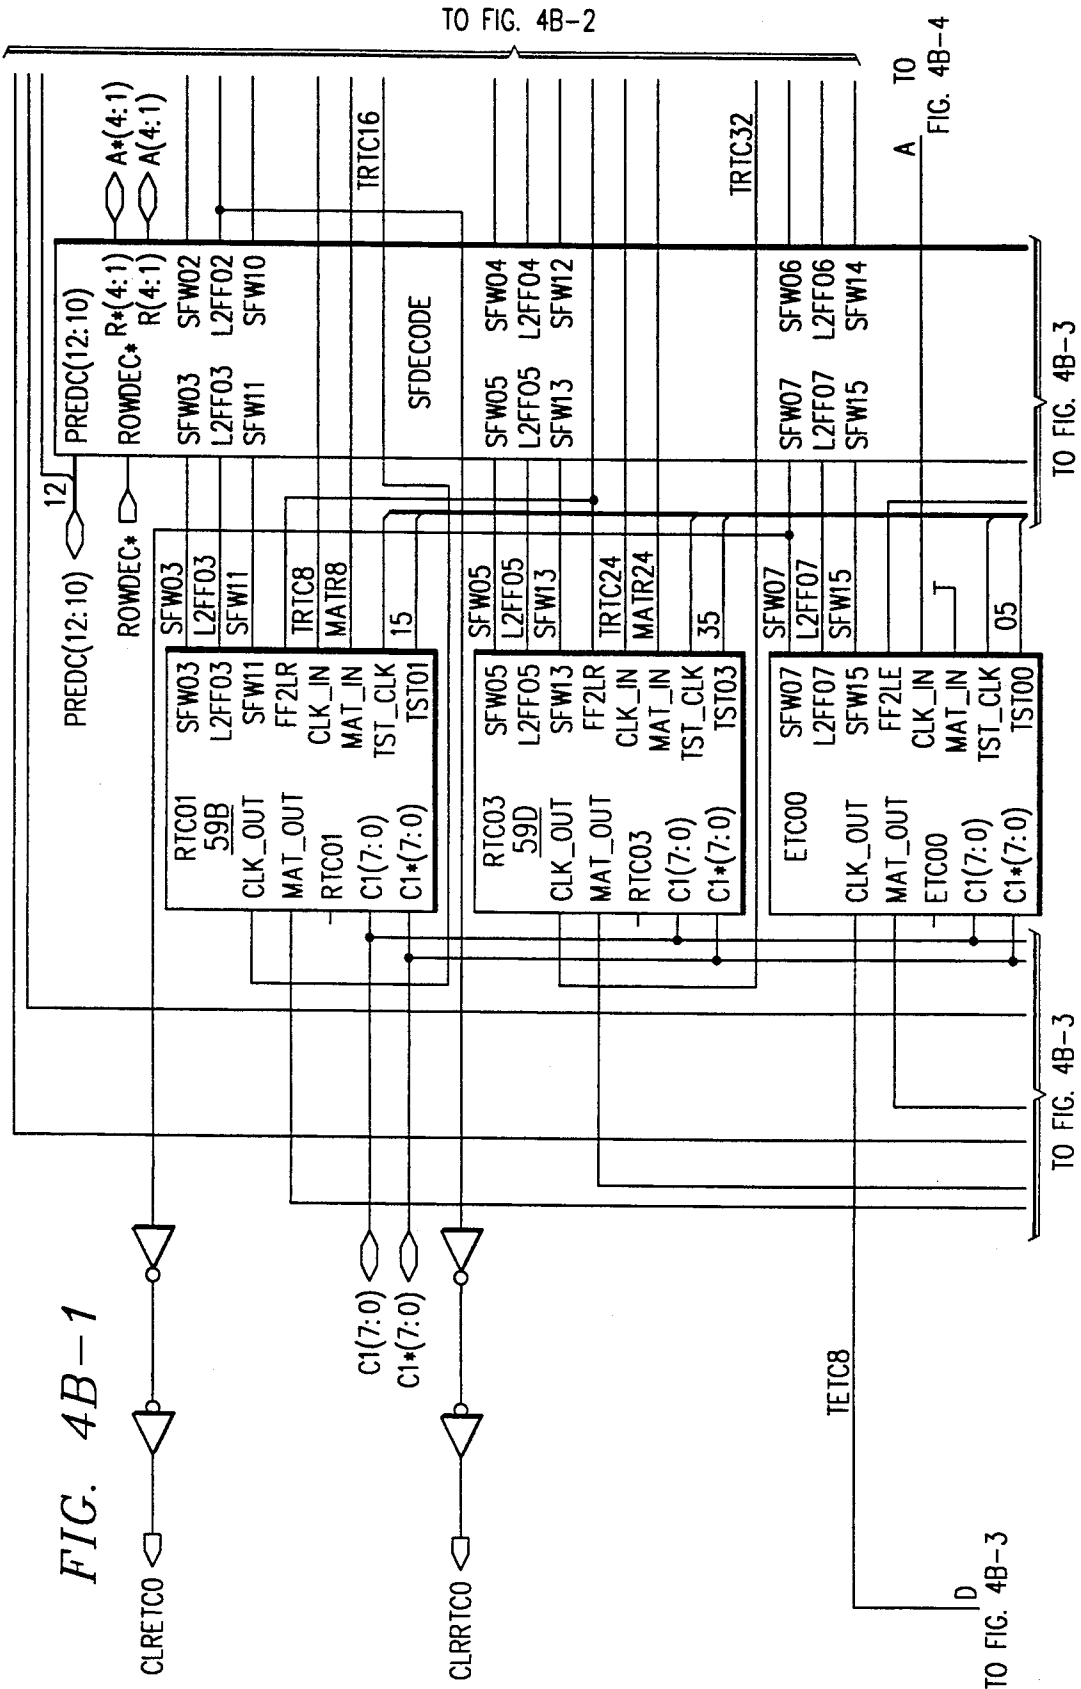 FIG. 4B-1
TO FIG. 4B-2
A TO
FIG. 4B-4
TO FIG. 4B-3
TO FIG. 4B-3
D
TO FIG. 4B-3
CLRETC0
CLRRTC0
C1(7:0)
C1*(7:0)
TETC8
PREDC(12:10)
12
ROWDEC*
A*(4:1)
A(4:1)
TRTC16
TRTC32
PREDC(12:10)
R*(4:1)
ROWDEC*
R(4:1)
SFW03 SFW02
L2FF03 L2FF02
SFW11 SFW10
SFDECODE
SFW05 SFW04
L2FF05 L2FF04
SFW13 SFW12
SFW07 SFW06
L2FF07 L2FF06
SFW15 SFW14
SFW03
L2FF03
SFW11
TRTC8
MATR8
15
SFW05
L2FF05
SFW13
TRTC24
MATR24
35
SFW07
L2FF07
SFW15
T
05
RTC01
59B
CLK_OUT
MAT_OUT
RTC01
C1(7:0)
C1*(7:0)
SFW03
L2FF03
SFW11
FF2LR
CLK_IN
MAT_IN
TST_CLK
TST01
RTC03
59D
CLK_OUT
MAT_OUT
RTC03
C1(7:0)
C1*(7:0)
SFW05
L2FF05
SFW13
FF2LR
CLK_IN
MAT_IN
TST_CLK
TST03
ETC00
CLK_OUT
MAT_OUT
ETC00
C1(7:0)
C1*(7:0)
SFW07
L2FF07
SFW15
FF2LE
CLK_IN
MAT_IN
TST_CLK
TST00